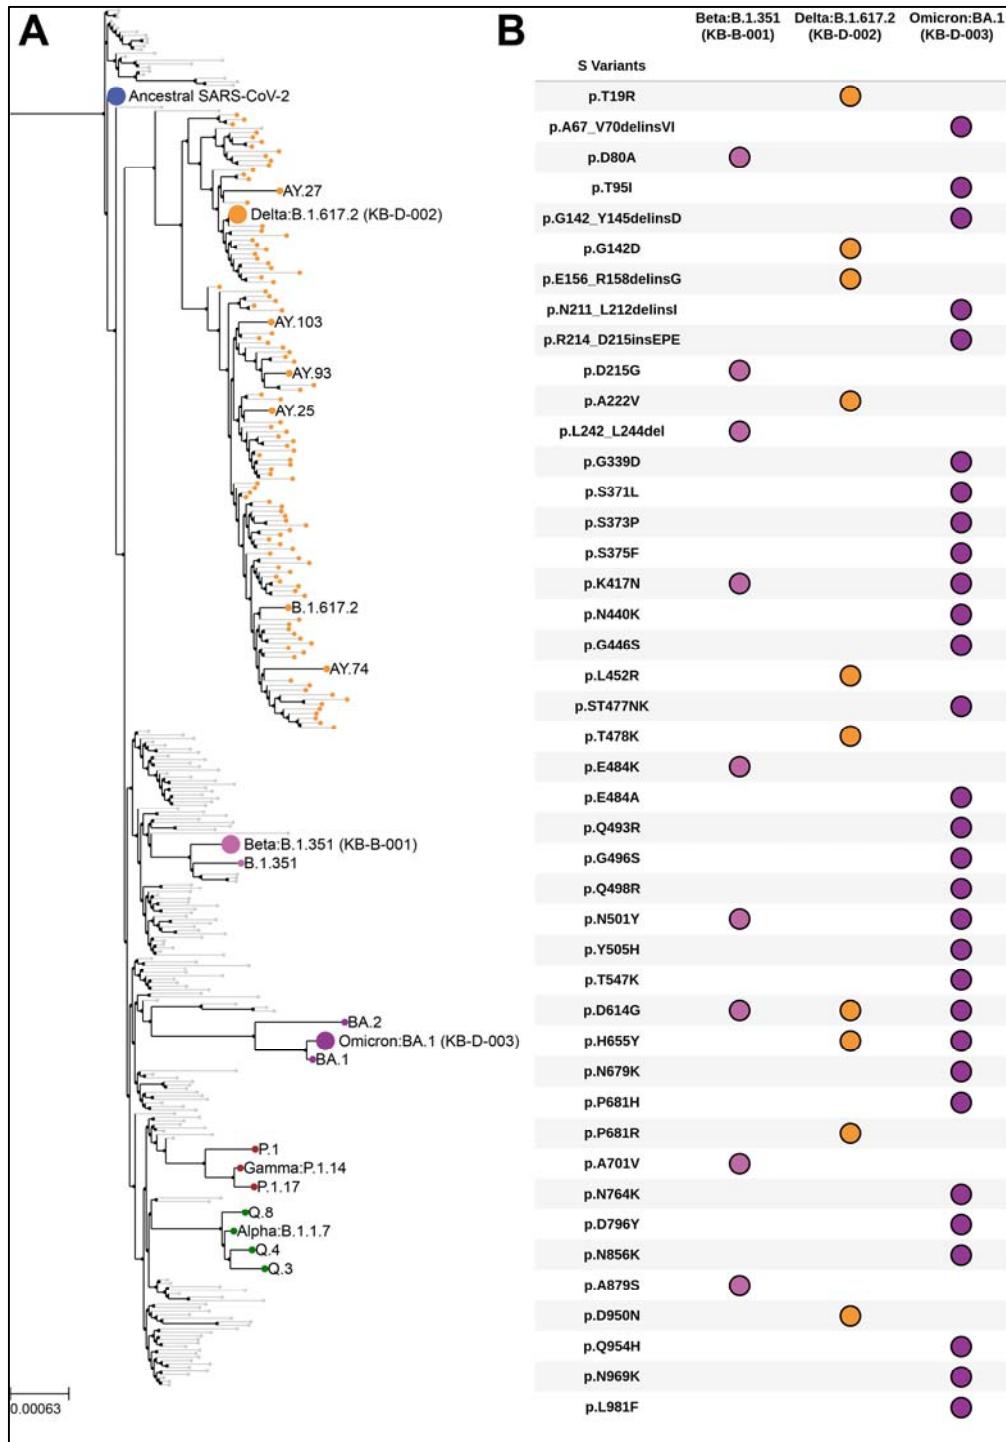 A
Ancestral SARS-CoV-2
AY.27
Delta:B.1.617.2 (KB-D-002)
AY.103
AY.93
AY.25
B.1.617.2
AY.74
Beta:B.1.351 (KB-B-001)
B.1.351
BA.2
Omicron:BA.1 (KB-D-003)
BA.1
P.1
Gamma:P.1.14
P.1.17
Q.8
Alpha:B.1.1.7
Q.4
Q.3
0.00063
B
Beta:B.1.351 Delta:B.1.617.2 Omicron:BA.1
(KB-B-001) (KB-D-002) (KB-D-003)
S Variants
p.T19R
p.A67_V70delinsVI
p.D80A
p.T95I
p.G142_Y145delinsD
p.G142D
p.E156_R158delinsG
p.N211_L212delinsI
p.R214_D215insEPE
p.D215G
p.A222V
p.L242_L244del
p.G339D
p.S371L
p.S373P
p.S375F
p.K417N
p.N440K
p.G446S
p.L452R
p.ST477NK
p.T478K
p.E484K
p.E484A
p.Q493R
p.G496S
p.Q498R
p.N501Y
p.Y505H
p.T547K
p.D614G
p.H655Y
p.N679K
p.P681H
p.P681R
p.A701V
p.N764K
p.D796Y
p.N856K
p.A879S
p.D950N
p.Q954H
p.N969K
p.L981F